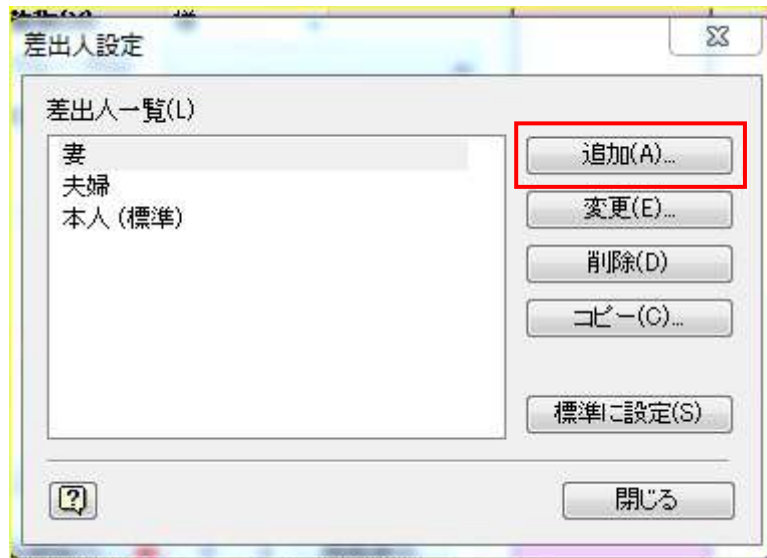 差出人設定
差出人一覧(L)
妻
夫婦
本人 (標準)
追加(A)...
変更(E)...
削除(D)
コピー(C)...
標準に設定(S)
閉じる